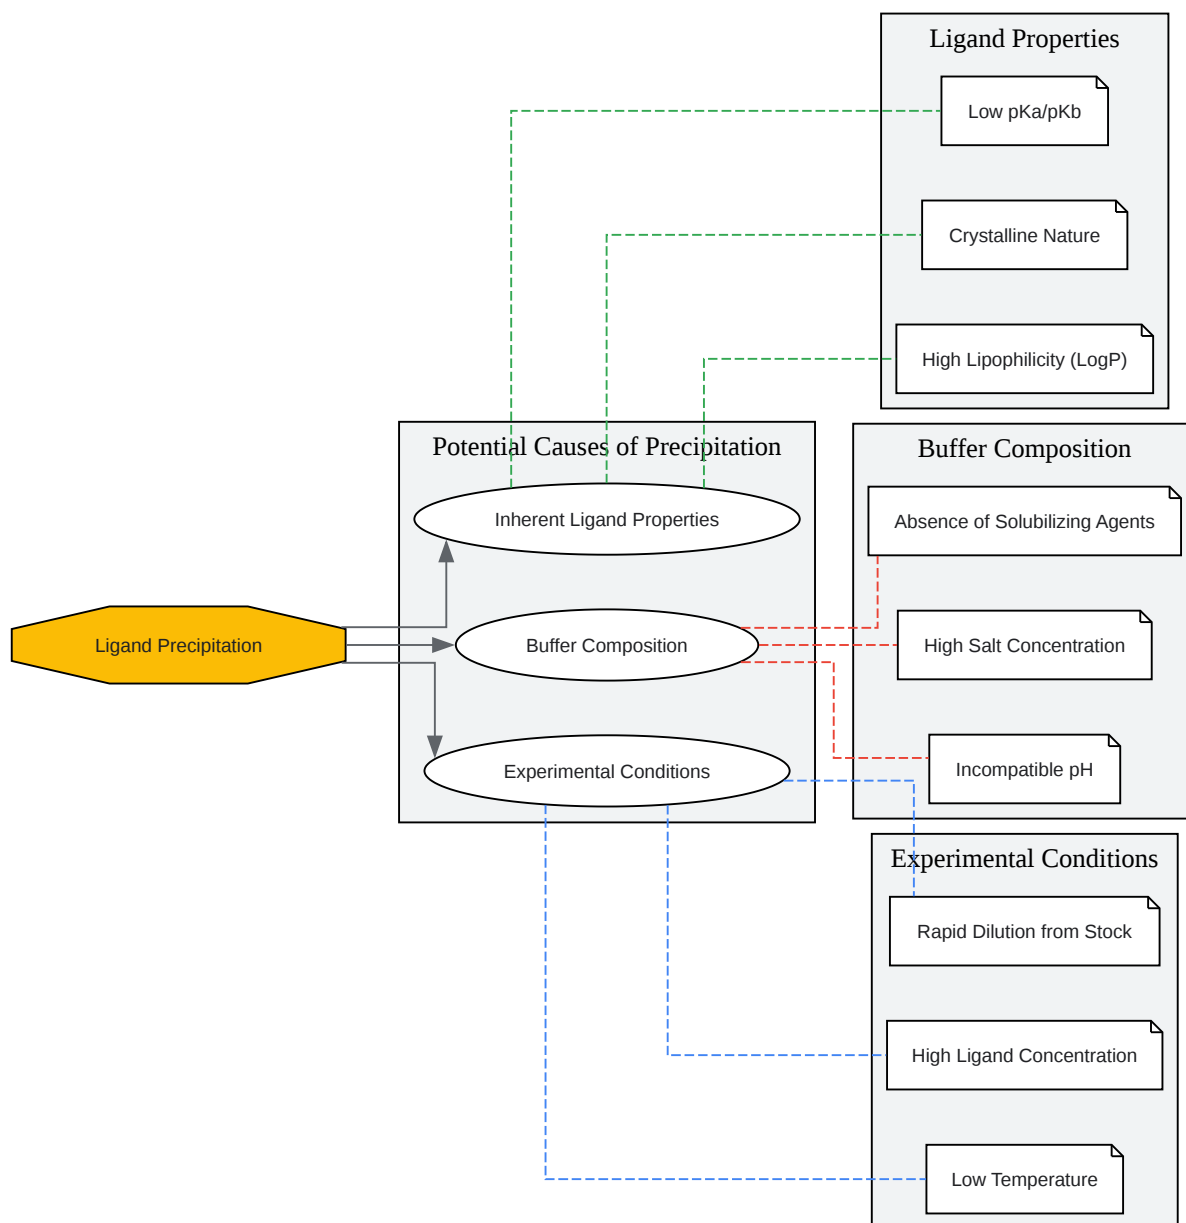 Ligand Properties
Low pKa/pKb
Crystalline Nature
High Lipophilicity (LogP)
Potential Causes of Precipitation
Inherent Ligand Properties
Buffer Composition
Experimental Conditions
Ligand Precipitation
Buffer Composition
Absence of Solubilizing Agents
High Salt Concentration
Incompatible pH
Experimental Conditions
Rapid Dilution from Stock
High Ligand Concentration
Low Temperature